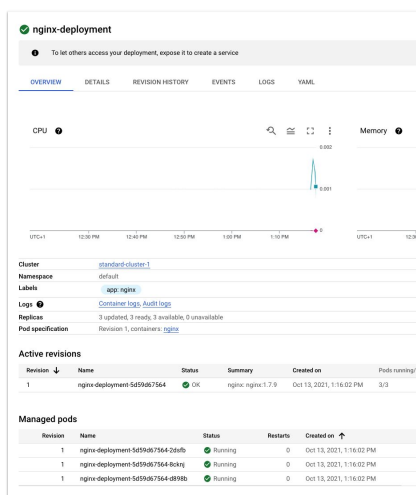 nginx-deployment
To let others access your deployment, expose it to create a service
OVERVIEW DETAILS REVISION HISTORY EVENTS LOGS YAML
CPU Memory
0.002
0.001
0
UTC+1 12:30 PM 12:40 PM 12:50 PM 1:00 PM 1:10 PM UTC+1 12:30
Cluster standard-cluster-1
Namespace default
Labels app: nginx
Logs Container logs, Audit logs
Replicas 3 updated, 3 ready, 3 available, 0 unavailable
Pod specification Revision 1, containers: nginx
Active revisions
Revision Name Status Summary Created on Pods running/
1 nginx-deployment-5d59d67564 OK nginx: nginx:1.7.9 Oct 13, 2021, 1:16:02 PM 3/3
Managed pods
Revision Name Status Restarts Created on
1 nginx-deployment-5d59d67564-2dsfb Running 0 Oct 13, 2021, 1:16:02 PM
1 nginx-deployment-5d59d67564-8cknj Running 0 Oct 13, 2021, 1:16:02 PM
1 nginx-deployment-5d59d67564-d898b Running 0 Oct 13, 2021, 1:16:02 PM